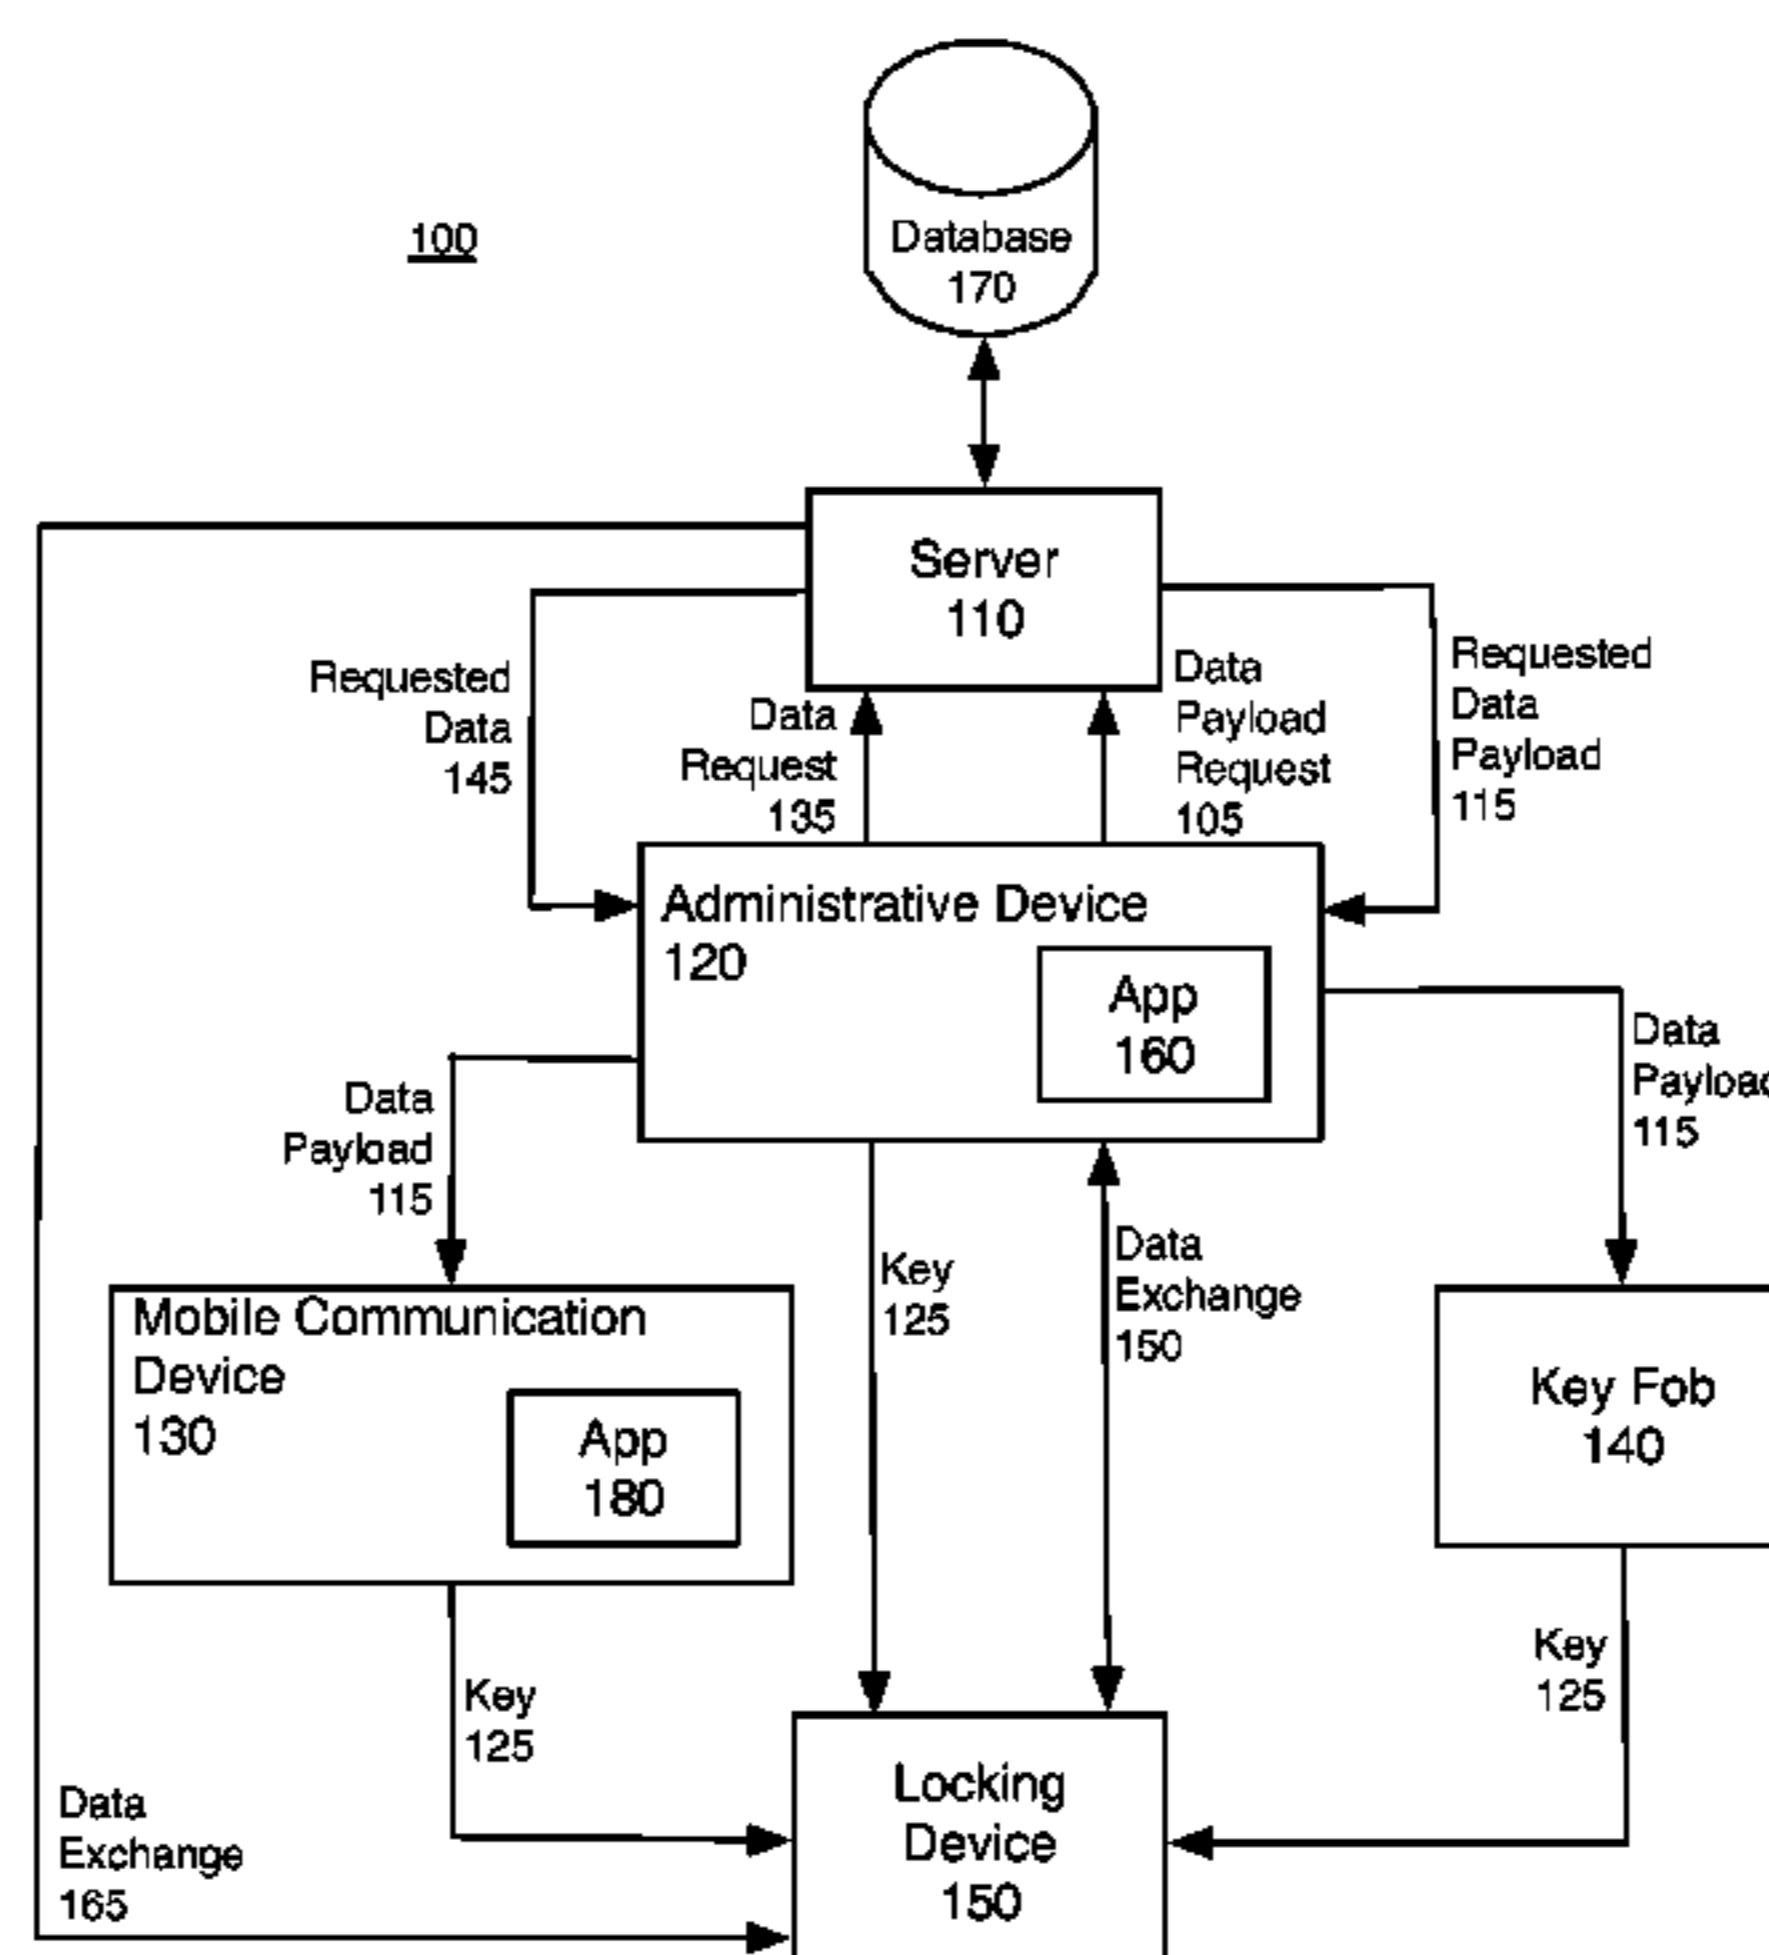 100
Database
170
Server
110
Requested
Data
145
Data
Request
135
Data
Payload
Request
105
Requested
Data
Payload
115
Administrative Device
120
App
160
Data
Payload
115
Data
Payload
115
Key
125
Data
Exchange
150
Mobile Communication
Device
130
App
180
Key Fob
140
Key
125
Key
125
Data
Exchange
165
Locking
Device
150